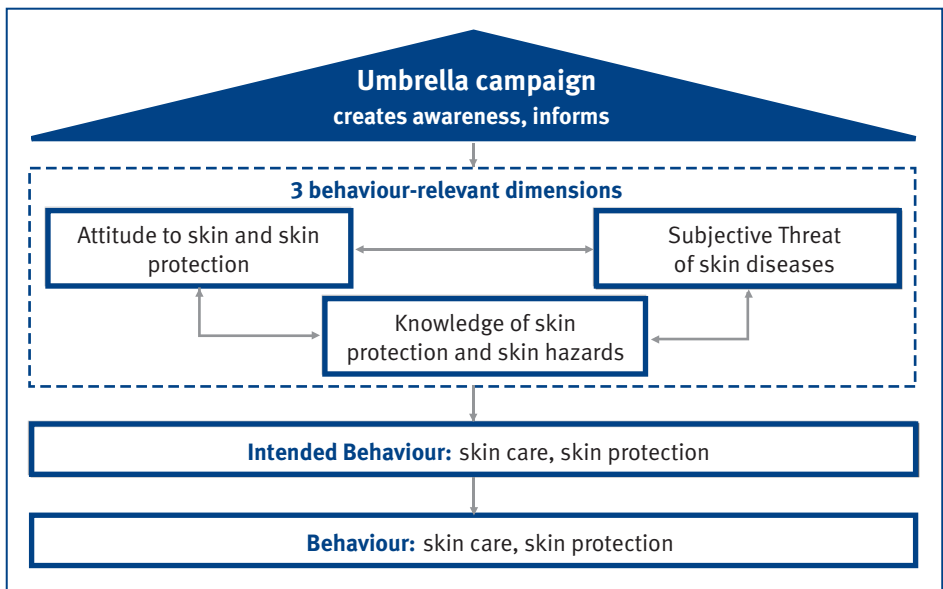 Umbrella campaign
creates awareness, informs
3 behaviour-relevant dimensions
Attitude to skin and skin
protection
Subjective Threat
of skin diseases
Knowledge of skin
protection and skin hazards
Intended Behaviour: skin care, skin protection
Behaviour: skin care, skin protection